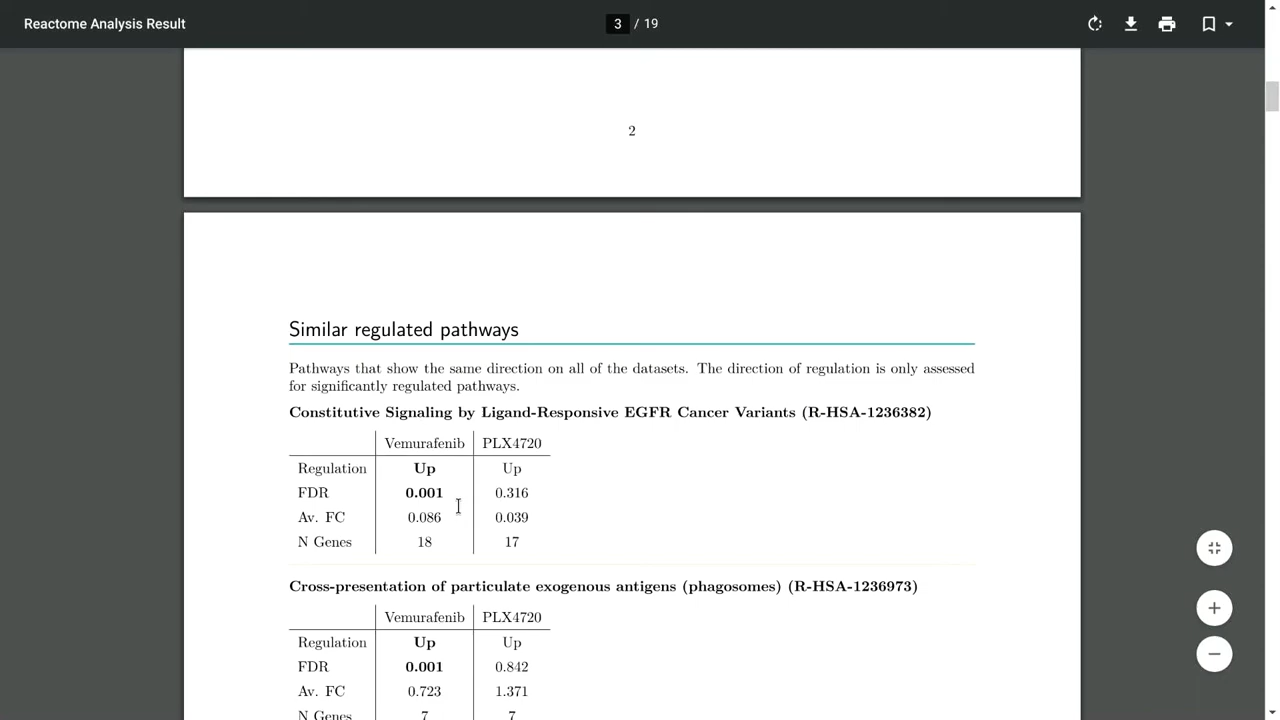 Reactome Analysis Result
3 / 19
2
Similar regulated pathways
Pathways that show the same direction on all of the datasets. The direction of regulation is only assessed
for significantly regulated pathways.
Constitutive Signaling by Ligand-Responsive EGFR Cancer Variants (R-HSA-1236382)
Vemurafenib PLX4720
Regulation Up Up
FDR 0.001 0.316
Av. FC 0.086 0.039
N Genes 18 17
Cross-presentation of particulate exogenous antigens (phagosomes) (R-HSA-1236973)
Vemurafenib PLX4720
Regulation Up Up
FDR 0.001 0.842
Av. FC 0.723 1.371
N Genes 7 7